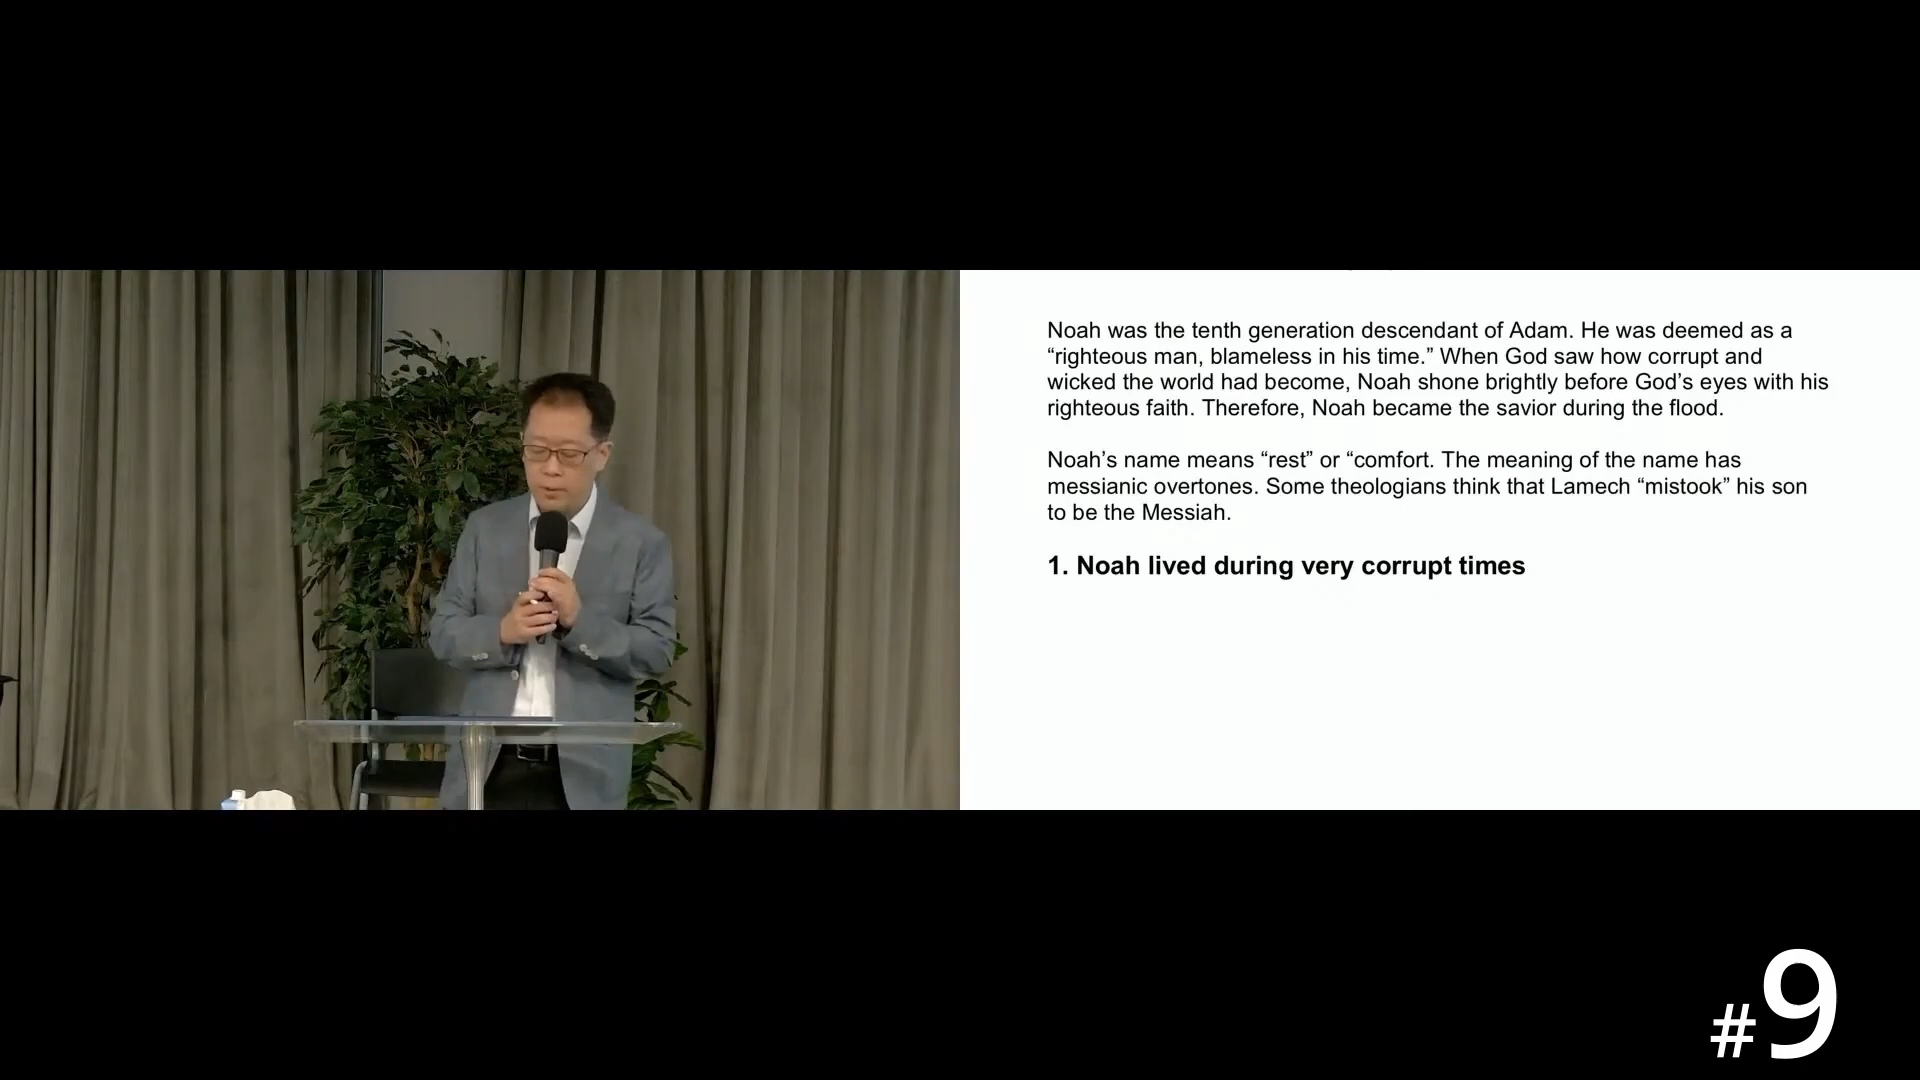 Noah was the tenth generation descendant of Adam. He was deemed as a
“righteous man, blameless in his time.” When God saw how corrupt and
wicked the world had become, Noah shone brightly before God’s eyes with his
righteous faith. Therefore, Noah became the savior during the flood.
Noah’s name means “rest” or “comfort. The meaning of the name has
messianic overtones. Some theologians think that Lamech “mistook” his son
to be the Messiah.
1. Noah lived during very corrupt times
#9